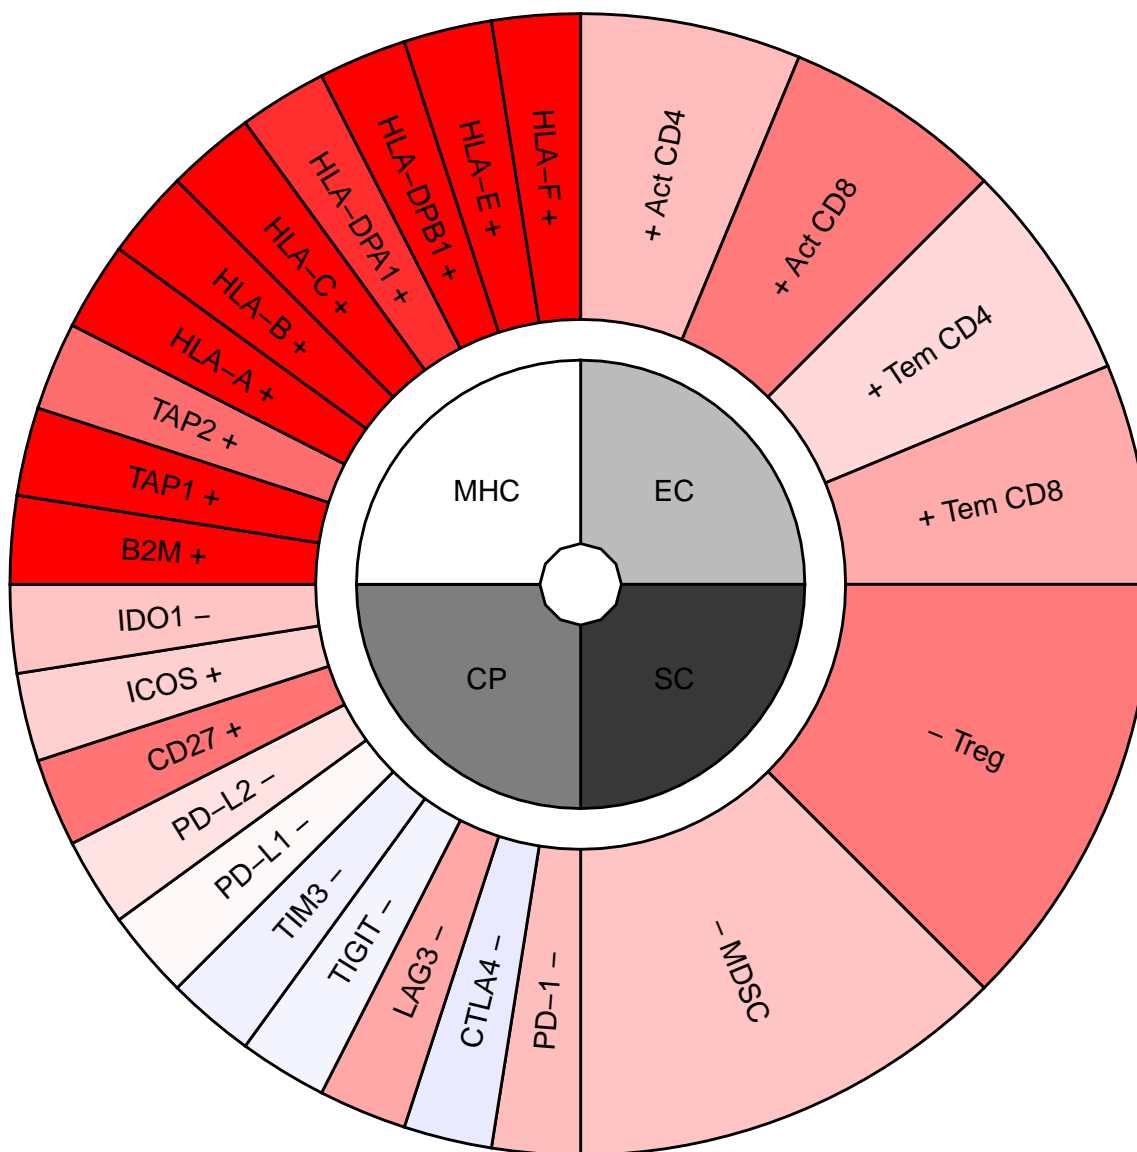 + Act CD4
+ Act CD8
+ Tem CD4
+ Tem CD8
– Treg
– MDSC
PD–1 –
CTLA4 –
LAG3 –
TIGIT –
TIM3 –
PD–L1 –
PD–L2 –
CD27 +
ICOS +
IDO1 –
B2M +
TAP1 +
TAP2 +
HLA–A +
HLA–B +
HLA–C +
HLA–DPA1 +
HLA–DPB1 +
HLA–E +
HLA–F +
MHC
EC
CP
SC